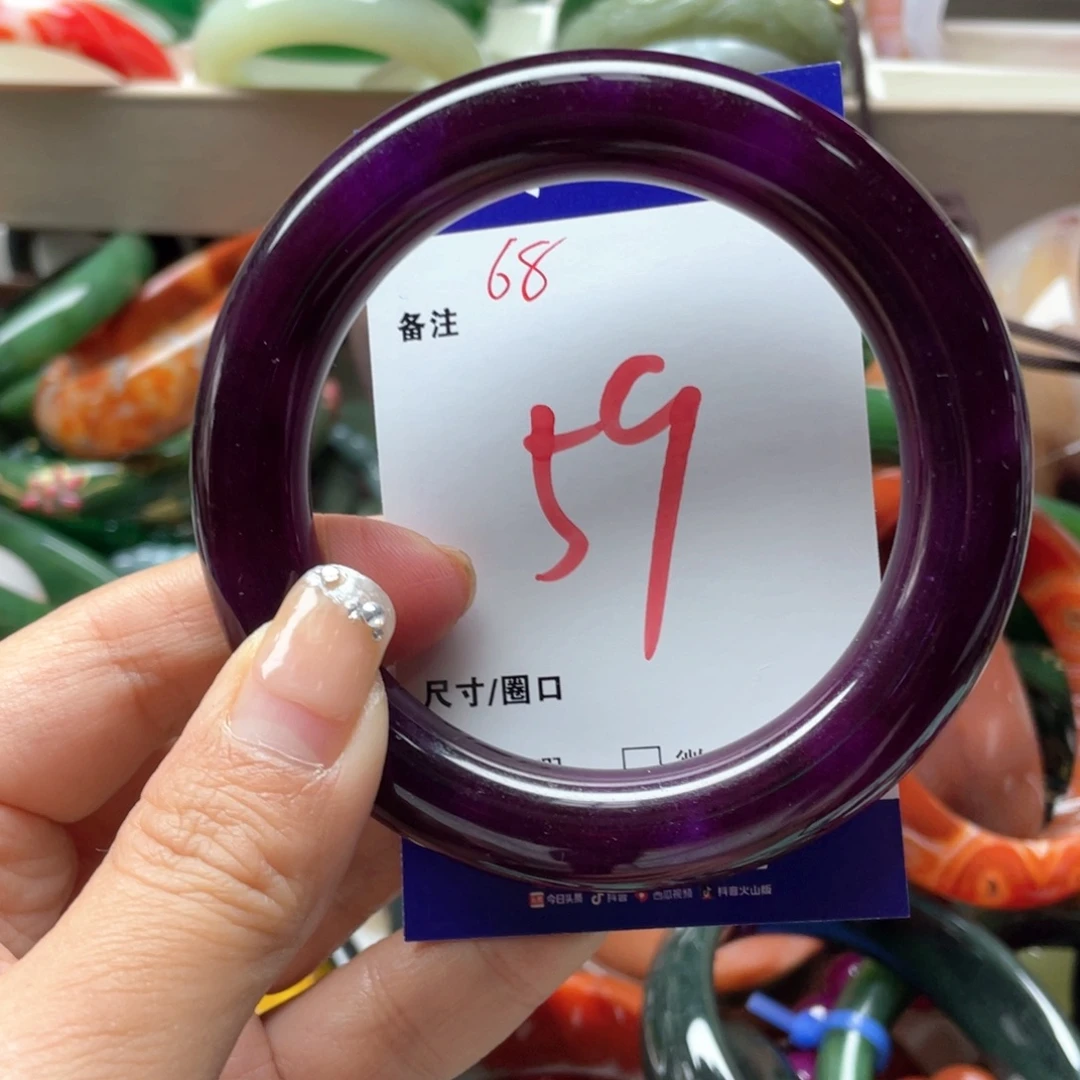 68
备注
59
尺寸/圈口
今日头条 抖音 西瓜视频 抖音火山版